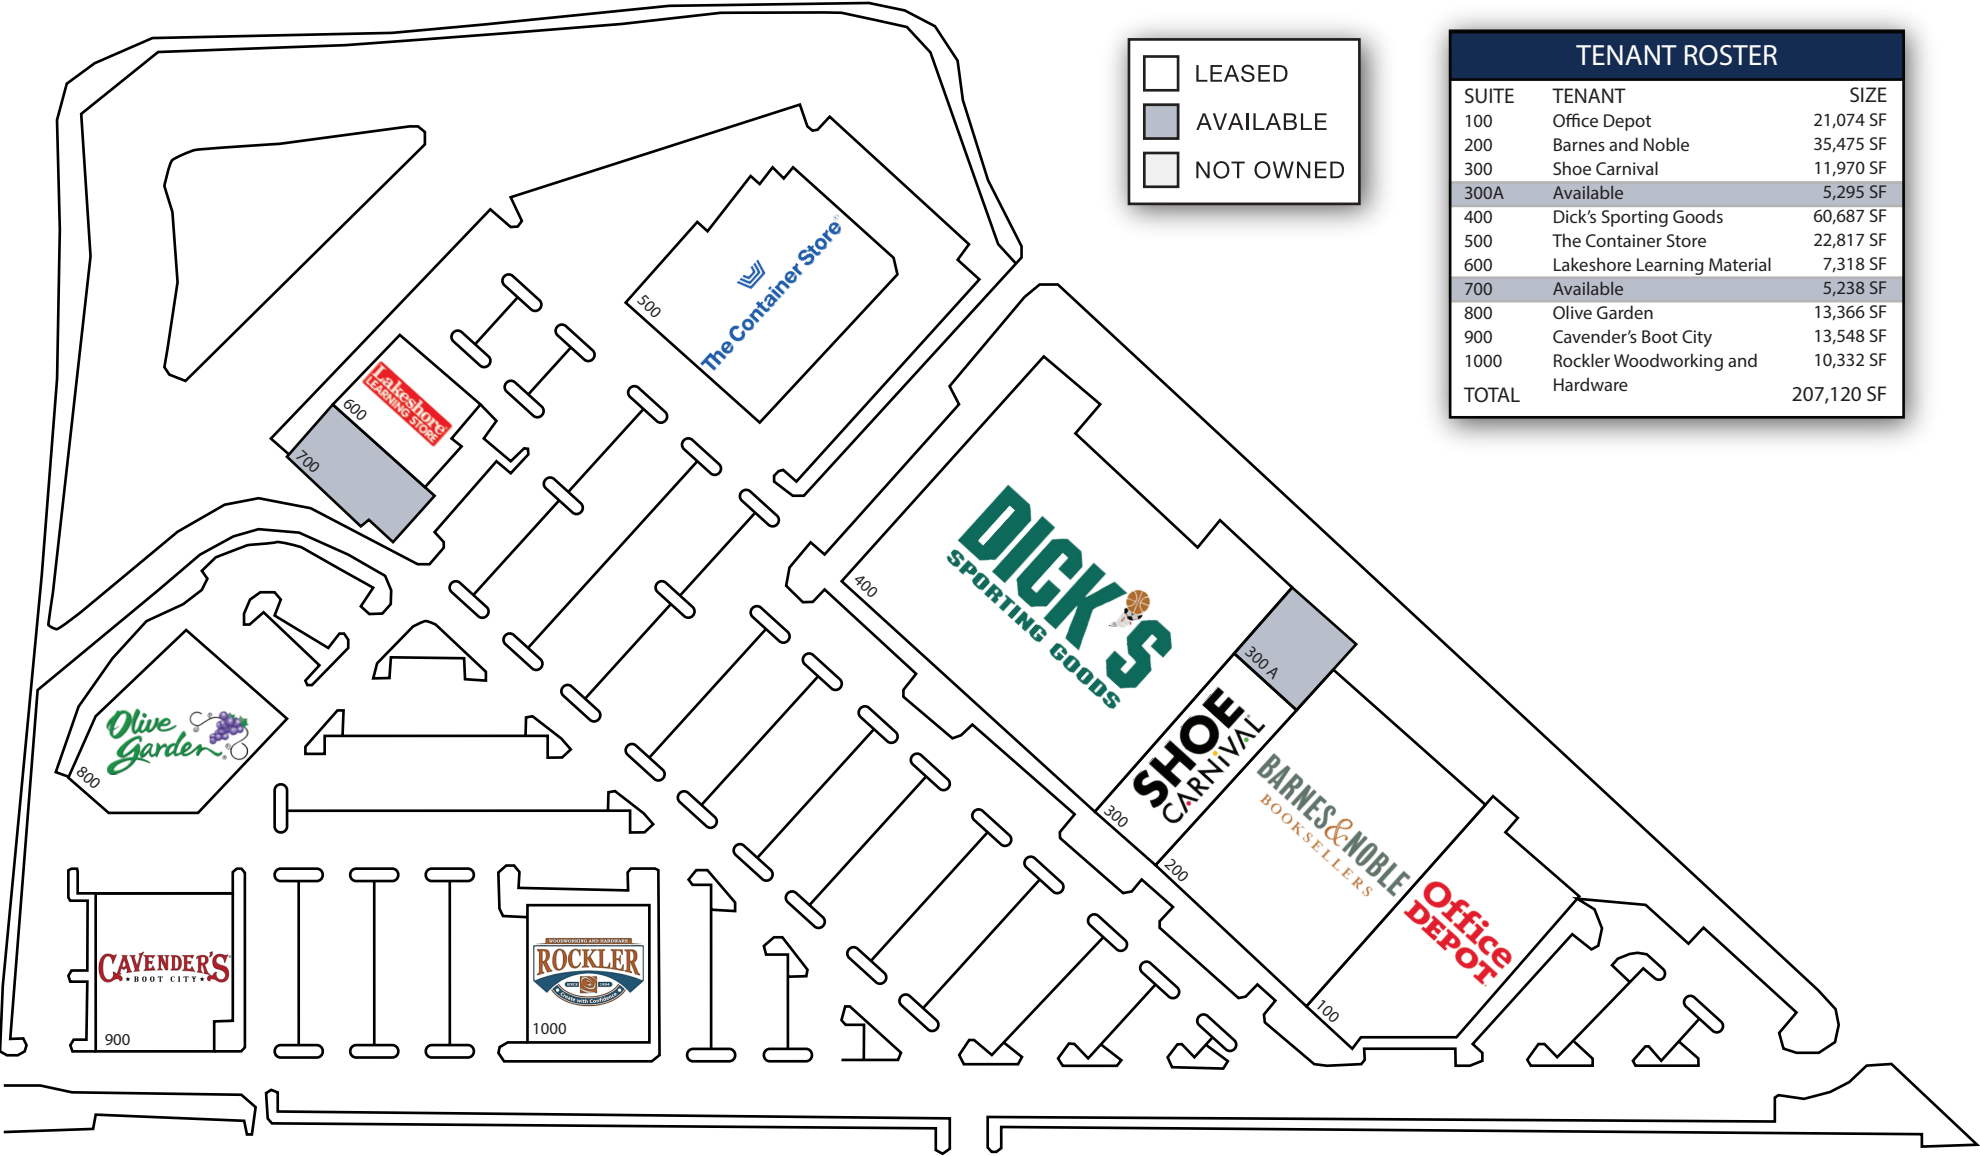 LEASED
AVAILABLE
NOT OWNED
TENANT ROSTER
SUITE TENANT SIZE
100 Office Depot 21,074 SF
200 Barnes and Noble 35,475 SF
300 Shoe Carnival 11,970 SF
300A Available 5,295 SF
400 Dick's Sporting Goods 60,687 SF
500 The Container Store 22,817 SF
600 Lakeshore Learning Material 7,318 SF
700 Available 5,238 SF
800 Olive Garden 13,366 SF
900 Cavender's Boot City 13,548 SF
1000 Rockler Woodworking and 10,332 SF
Hardware
TOTAL 207,120 SF
500
The Container Store
Lakeshore
LEARNING STORE
600
700
400
DICK'S
SPORTING GOODS
300 A
SHOE
CARNIVAL
300
200
BARNES & NOBLE
BOOKSELLERS
Office
DEPOT
100
Olive
Garden
800
CAVENDER'S
BOOT CITY
900
WOODWORKING AND HARDWARE
ROCKLER
Create with Confidence
1000